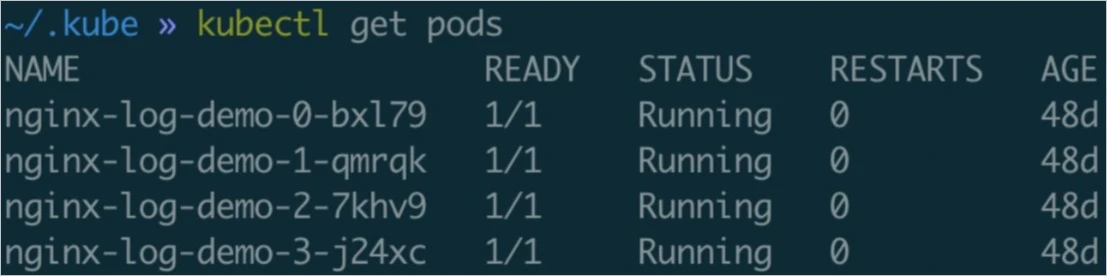 ~/.kube » kubectl get pods
NAME READY STATUS RESTARTS AGE
nginx-log-demo-0-bxl79 1/1 Running 0 48d
nginx-log-demo-1-qmrqk 1/1 Running 0 48d
nginx-log-demo-2-7khv9 1/1 Running 0 48d
nginx-log-demo-3-j24xc 1/1 Running 0 48d